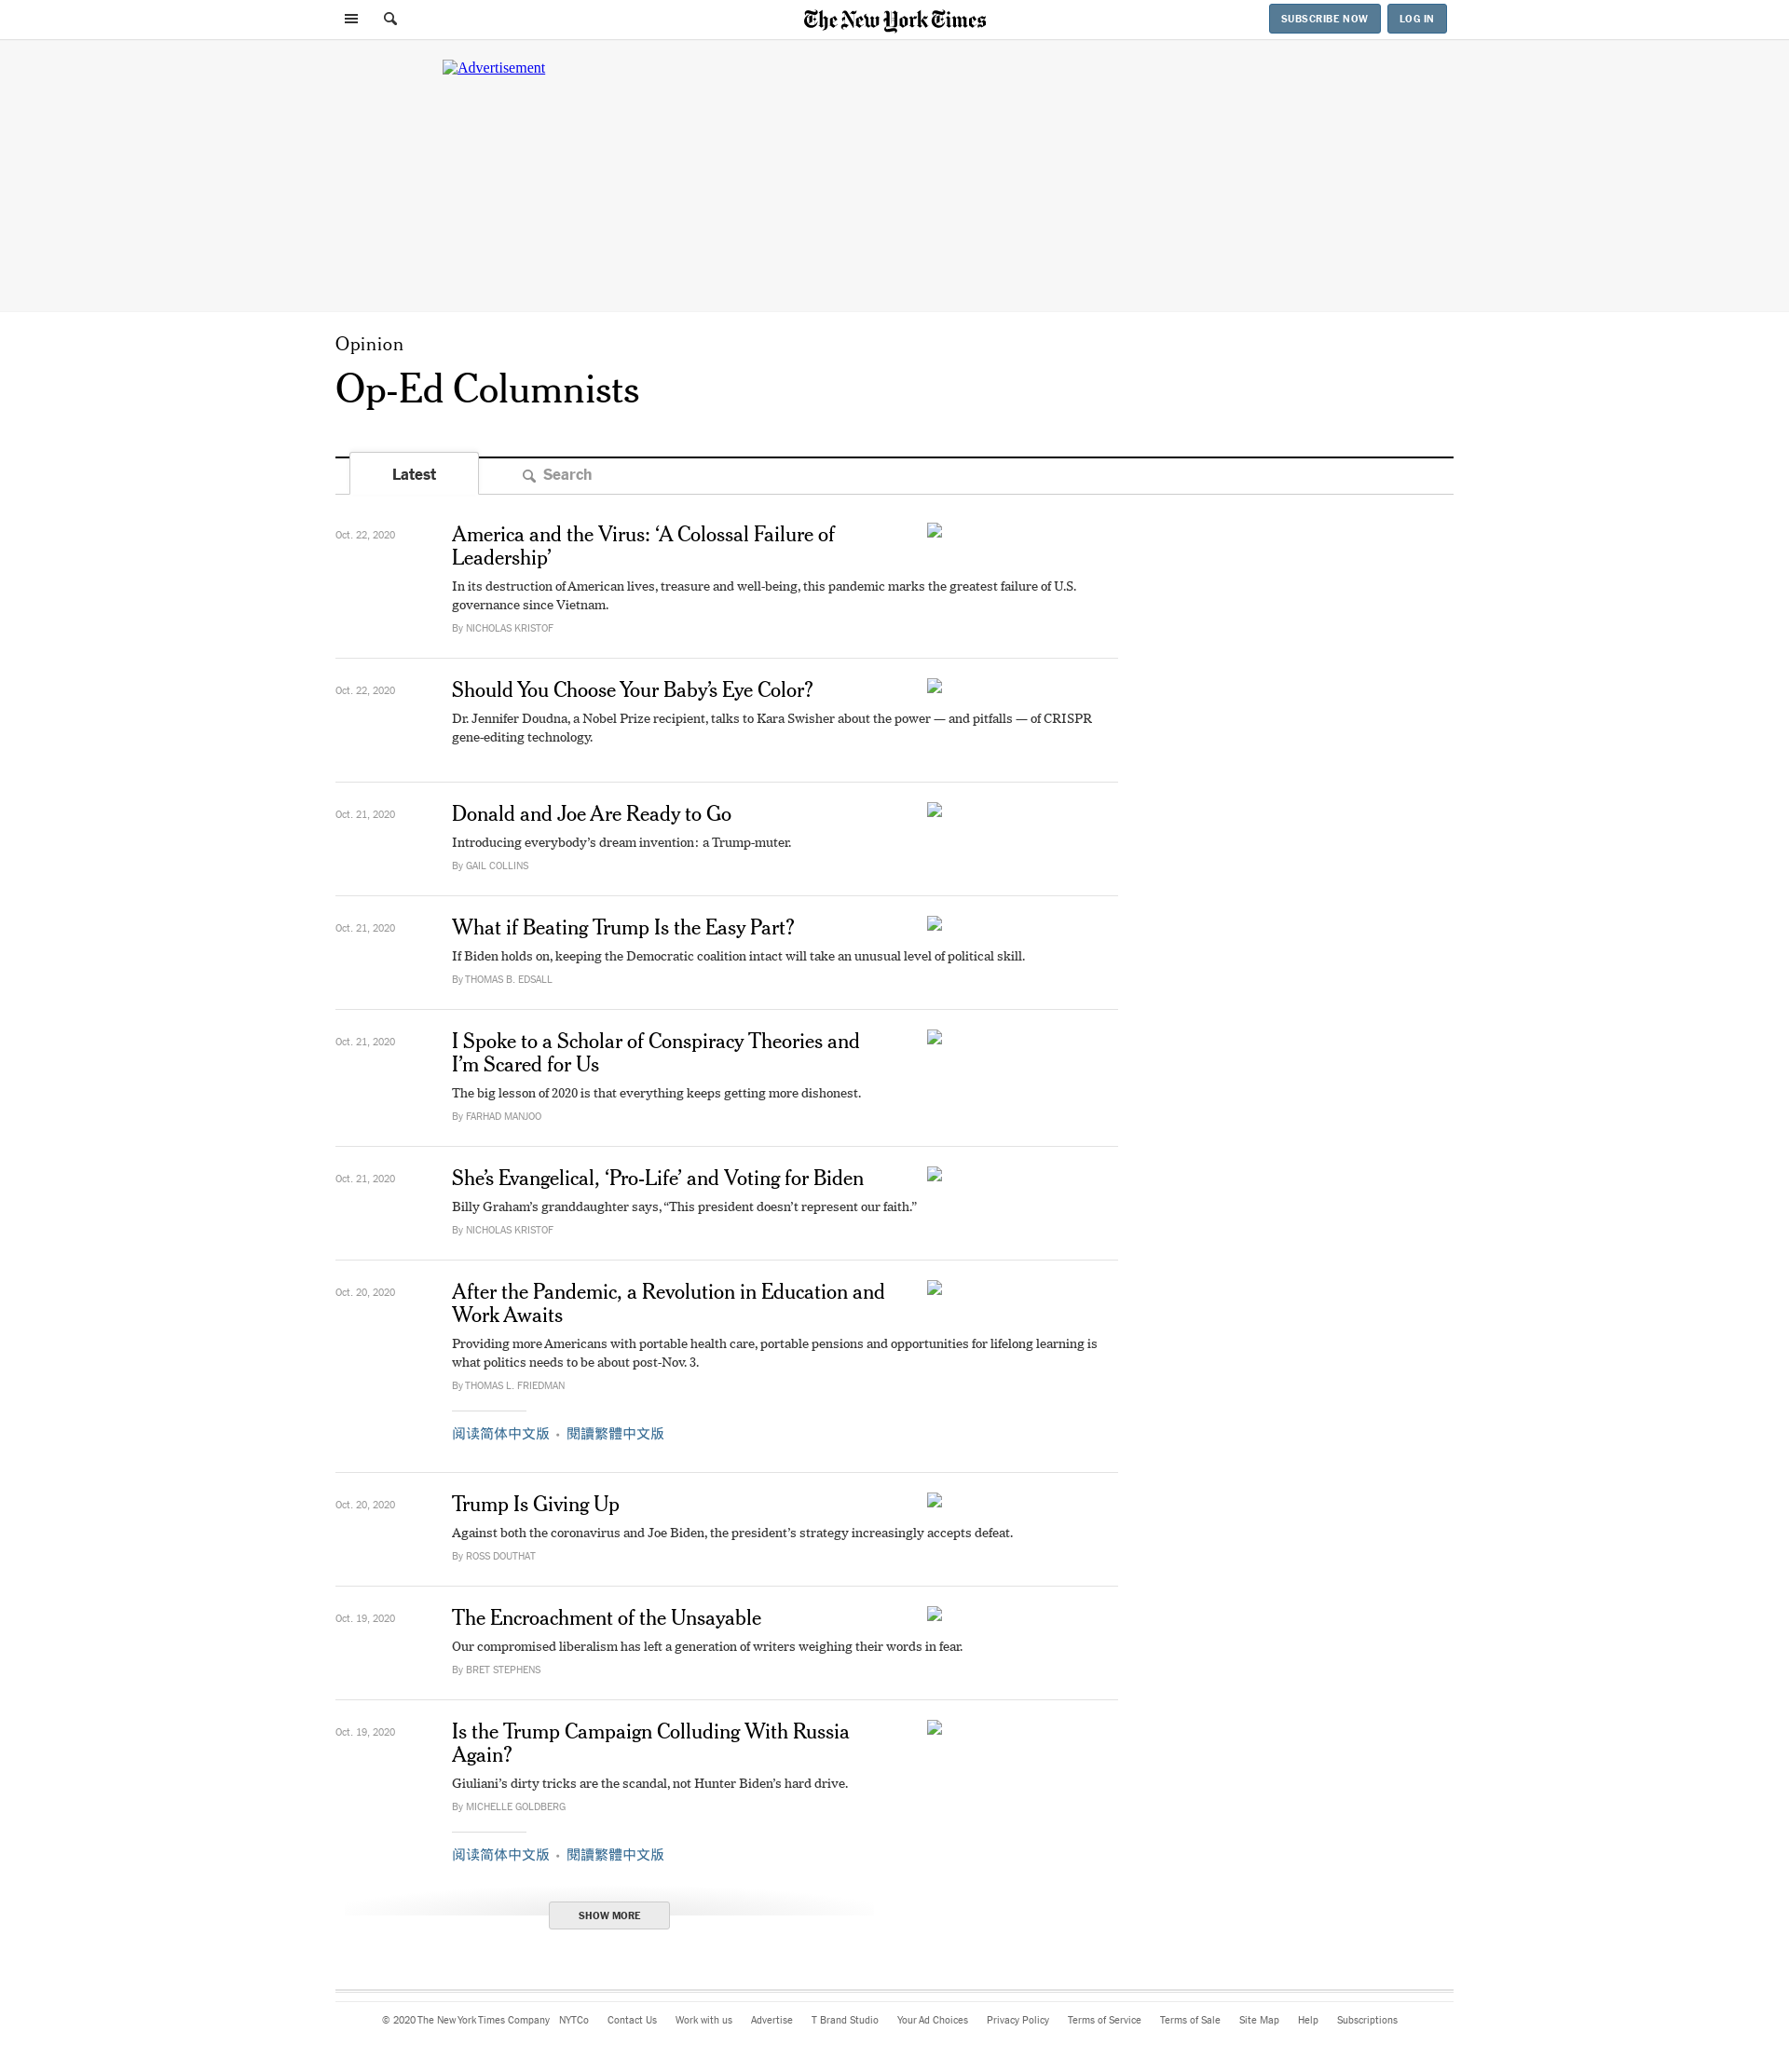 The New York Times
SUBSCRIBE NOW
LOG IN
Advertisement
Opinion
Op-Ed Columnists
Latest
Search
Oct. 22, 2020
America and the Virus: ‘A Colossal Failure of
Leadership’
In its destruction of American lives, treasure and well-being, this pandemic marks the greatest failure of U.S.
governance since Vietnam.
By NICHOLAS KRISTOF
Oct. 22, 2020
Should You Choose Your Baby’s Eye Color?
Dr. Jennifer Doudna, a Nobel Prize recipient, talks to Kara Swisher about the power — and pitfalls — of CRISPR
gene-editing technology.
Oct. 21, 2020
Donald and Joe Are Ready to Go
Introducing everybody’s dream invention: a Trump-muter.
By GAIL COLLINS
Oct. 21, 2020
What if Beating Trump Is the Easy Part?
If Biden holds on, keeping the Democratic coalition intact will take an unusual level of political skill.
By THOMAS B. EDSALL
Oct. 21, 2020
I Spoke to a Scholar of Conspiracy Theories and
I’m Scared for Us
The big lesson of 2020 is that everything keeps getting more dishonest.
By FARHAD MANJOO
Oct. 21, 2020
She’s Evangelical, ‘Pro-Life’ and Voting for Biden
Billy Graham’s granddaughter says, “This president doesn’t represent our faith.”
By NICHOLAS KRISTOF
Oct. 20, 2020
After the Pandemic, a Revolution in Education and
Work Awaits
Providing more Americans with portable health care, portable pensions and opportunities for lifelong learning is
what politics needs to be about post-Nov. 3.
By THOMAS L. FRIEDMAN
阅读简体中文版 • 閱讀繁體中文版
Oct. 20, 2020
Trump Is Giving Up
Against both the coronavirus and Joe Biden, the president’s strategy increasingly accepts defeat.
By ROSS DOUTHAT
Oct. 19, 2020
The Encroachment of the Unsayable
Our compromised liberalism has left a generation of writers weighing their words in fear.
By BRET STEPHENS
Oct. 19, 2020
Is the Trump Campaign Colluding With Russia
Again?
Giuliani’s dirty tricks are the scandal, not Hunter Biden’s hard drive.
By MICHELLE GOLDBERG
阅读简体中文版 • 閱讀繁體中文版
SHOW MORE
© 2020 The New York Times Company NYTCo Contact Us Work with us Advertise T Brand Studio Your Ad Choices Privacy Policy Terms of Service Terms of Sale Site Map Help Subscriptions